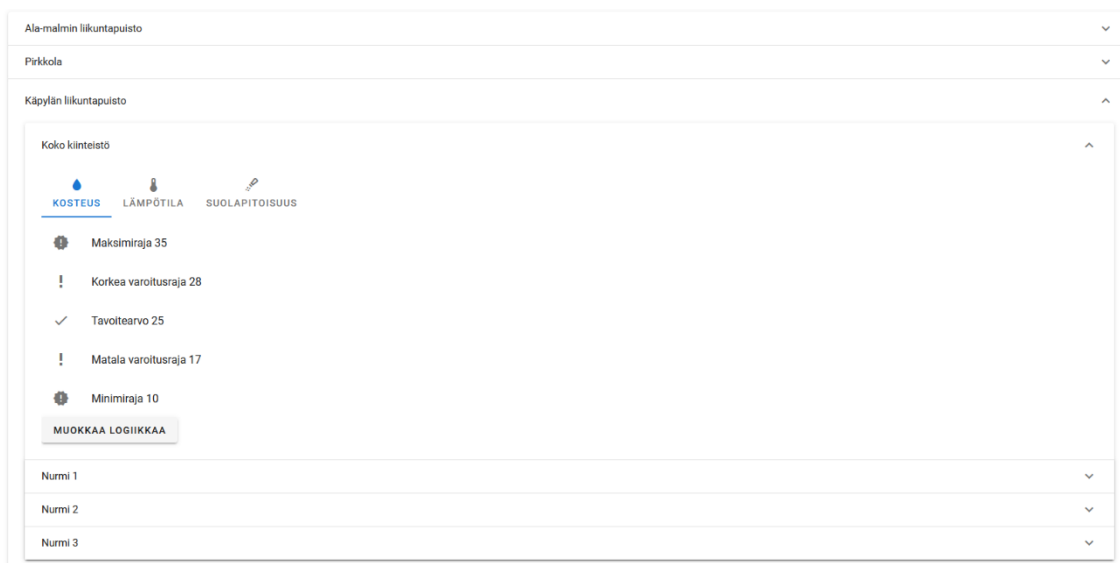 Ala-malmin liikuntapuisto
Pirkkola
Käpylän liikuntapuisto
Koko kiinteistö
KOSTEUS LÄMPÖTILA SUOLAPITOISUUS
Maksimiraja 35
Korkea varoitusraja 28
Tavoitearvo 25
Matala varoitusraja 17
Minimiraja 10
MUOKKAA LOGIIKKAA
Nurmi 1
Nurmi 2
Nurmi 3